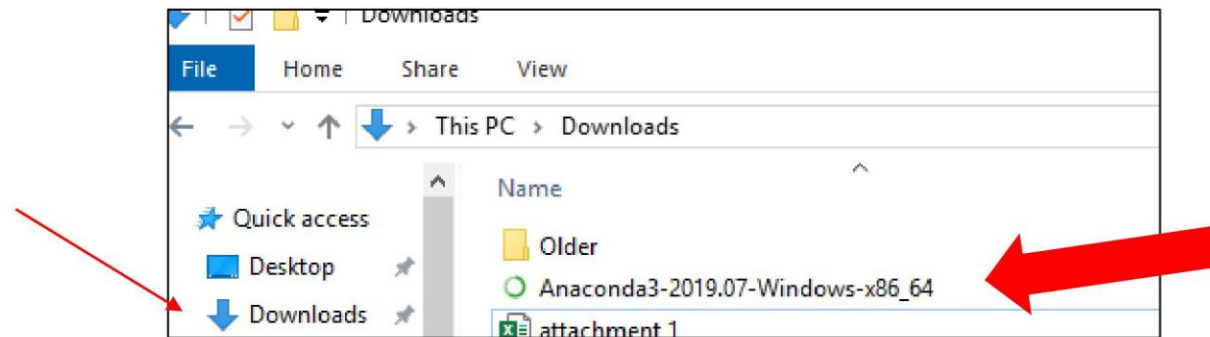 Downloads
File Home Share View
This PC > Downloads
Name
Quick access
Older
Desktop
Anaconda3-2019.07-Windows-x86_64
Downloads
attachment 1